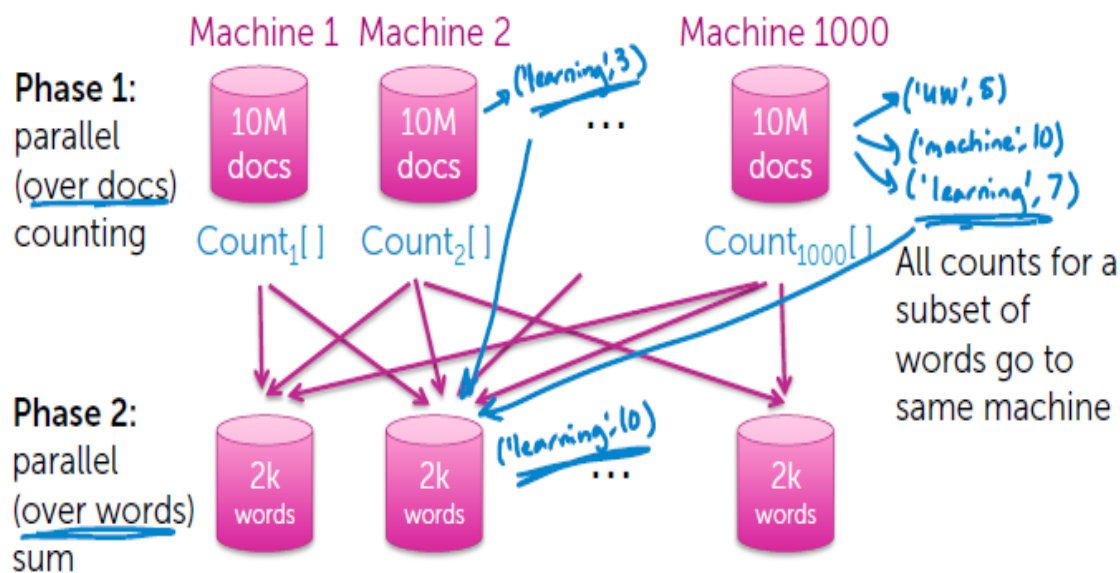 Machine 1 Machine 2 Machine 1000
Phase 1:
parallel
(over docs)
counting
10M
docs
10M
docs
('learning',3)
...
10M
docs
('uw', 5)
('machine', 10)
('learning', 7)
Count1[ ] Count2[ ] Count1000[ ]
All counts for a
subset of
words go to
same machine
Phase 2:
parallel
(over words)
sum
2k
words
2k
words
('learning', 10)
...
2k
words